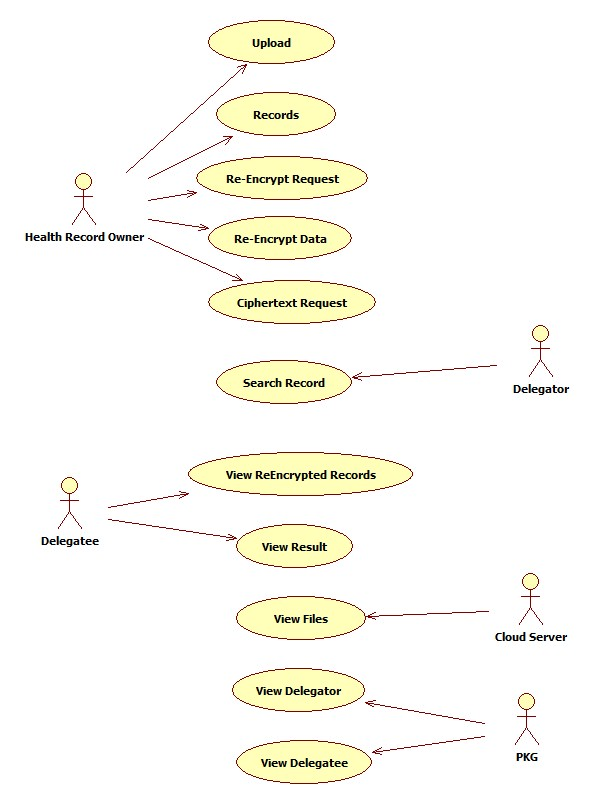 Upload
Records
Re-Encrypt Request
Health Record Owner
Re-Encrypt Data
Ciphertext Request
Search Record
Delegator
View ReEncrypted Records
Delegatee
View Result
View Files
Cloud Server
View Delegator
View Delegatee
PKG